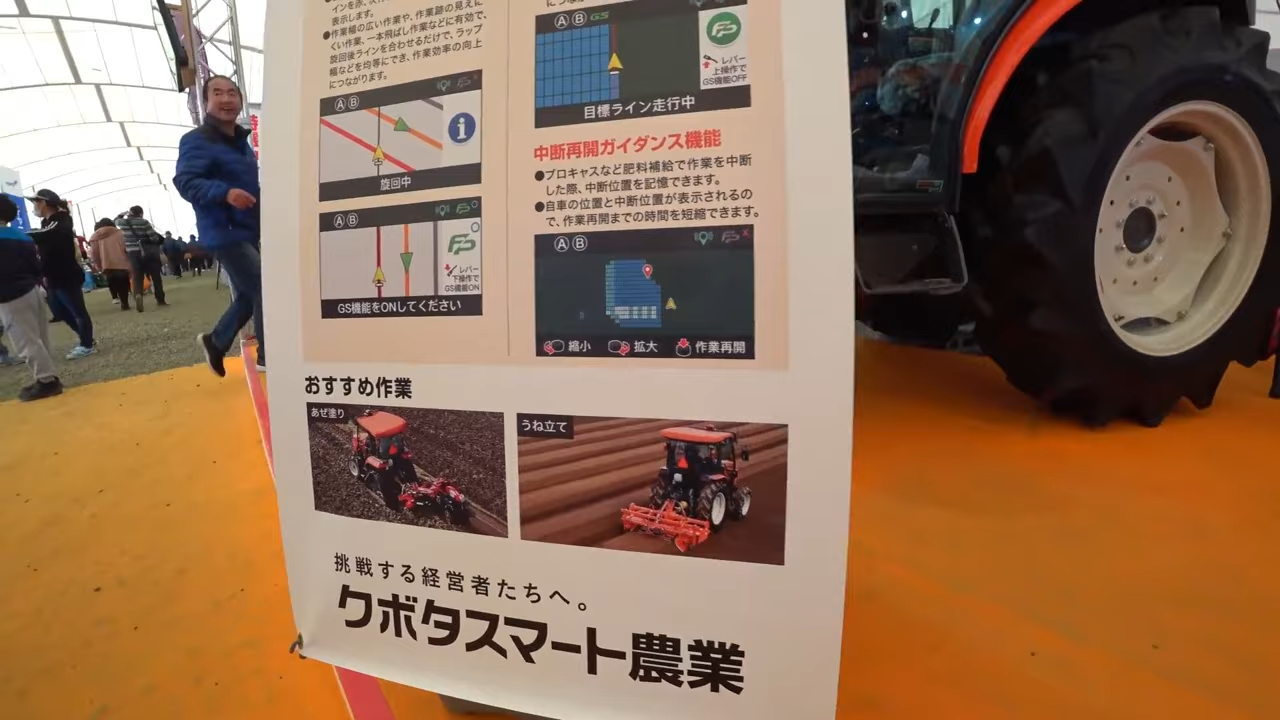 表示します。
●作業幅の広い作業や、作業跡の見えに
くい作業、一本飛ばし作業などに有効で、
旋回後ラインを合わせるだけで、ラップ
幅などを均等にでき、作業効率の向上
につながります。
ⒶⒷ
旋回中
ⒶⒷ
レバー
下操作で
GS機能ON
GS機能をONしてください
ⒶⒷ GS
レバー
上操作で
GS機能OFF
目標ライン走行中
中断再開ガイダンス機能
●ブロキャスなど肥料補給で作業を中断
した際、中断位置を記憶できます。
●自車の位置と中断位置が表示されるの
で、作業再開までの時間を短縮できます。
ⒶⒷ
縮小 拡大 作業再開
おすすめ作業
あぜ塗り
うね立て
挑戦する経営者たちへ。
クボタスマート農業